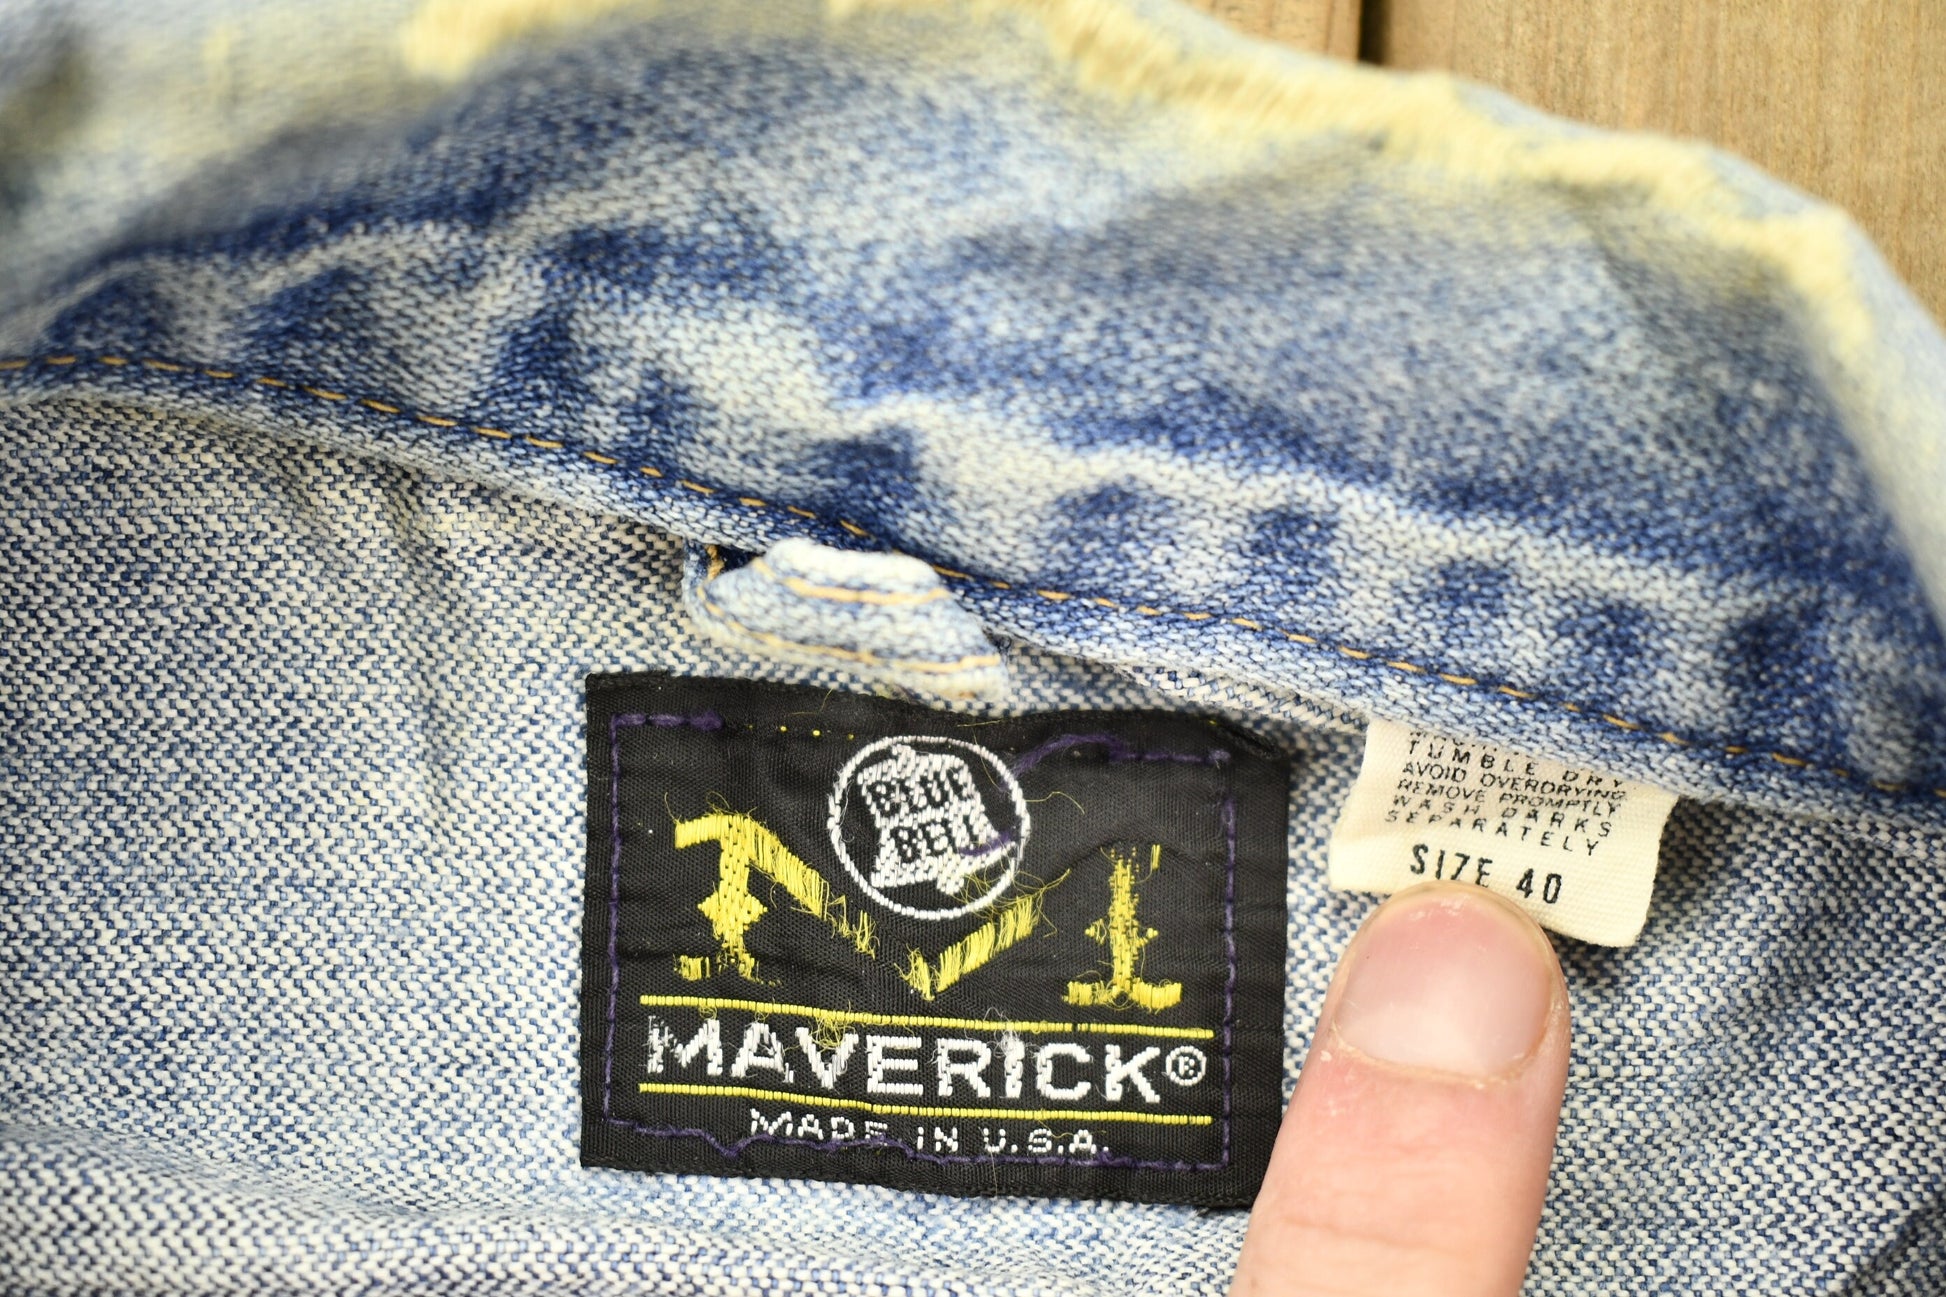 BLUE
BELL
M
MAVERICK®
MADE IN U.S.A.
TUMBLE DRY
AVOID OVERDRYING
REMOVE PROMPTLY
WASH DARKS
SEPARATELY
SIZE 40